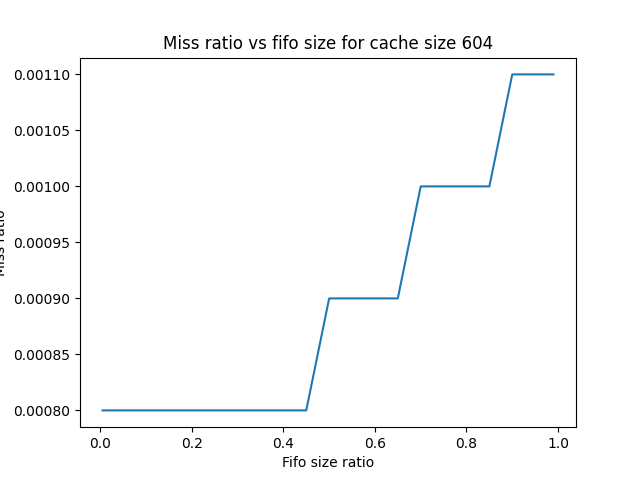 Miss ratio vs fifo size for cache size 604
0.00110
0.00105
0.00100
0.00095
0.00090
0.00085
0.00080
Miss ratio
0.0 0.2 0.4 0.6 0.8 1.0
Fifo size ratio